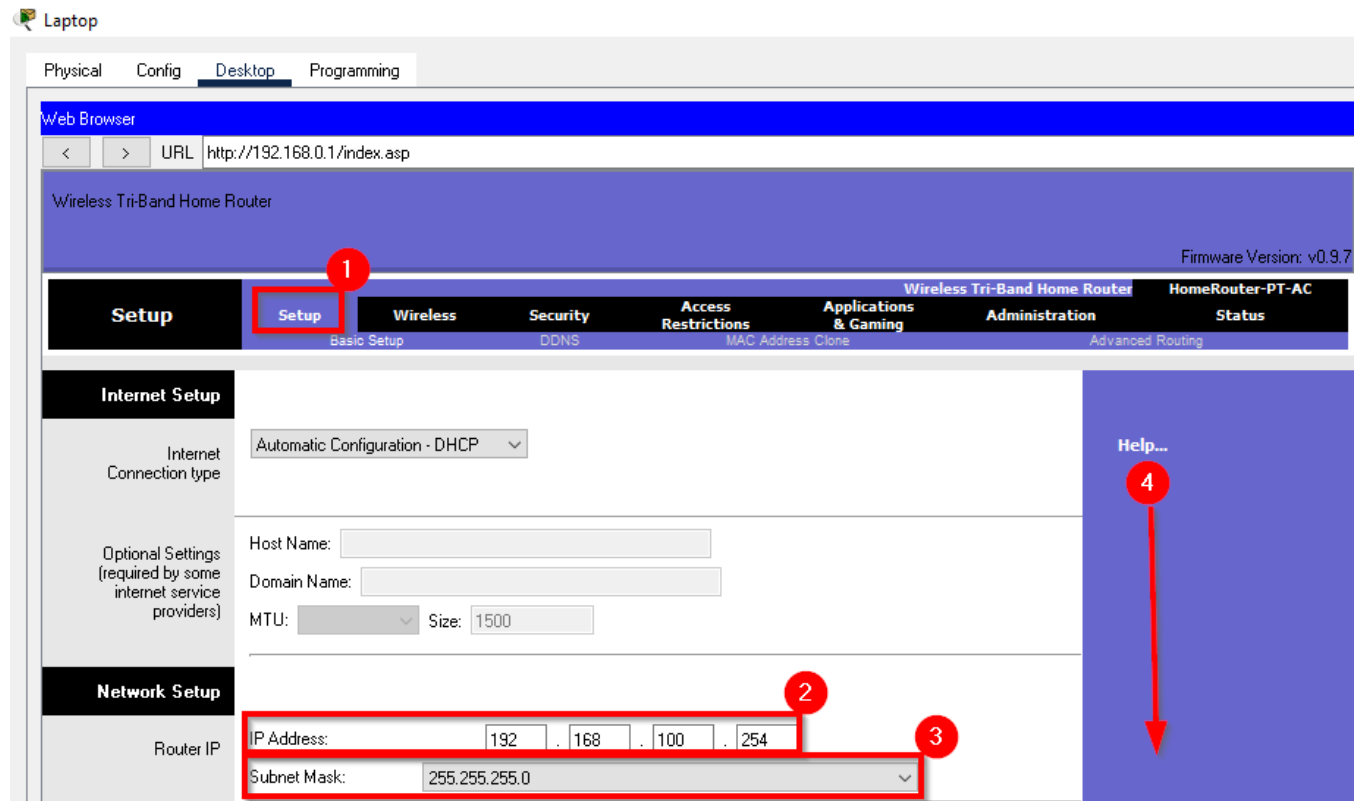 Laptop
Physical Config Desktop Programming
Web Browser
< > URL http://192.168.0.1/index.asp
Wireless Tri-Band Home Router
Firmware Version: v0.9.7
1
Wireless Tri-Band Home Router HomeRouter-PT-AC
Setup Setup Wireless Security Access Restrictions Applications & Gaming Administration Status
Basic Setup DDNS MAC Address Clone Advanced Routing
Internet Setup
Internet
Connection type
Automatic Configuration - DHCP
Help...
4
Optional Settings
(required by some
internet service
providers)
Host Name:
Domain Name:
MTU: Size: 1500
Network Setup
2
Router IP
IP Address: 192 . 168 . 100 . 254
3
Subnet Mask: 255.255.255.0